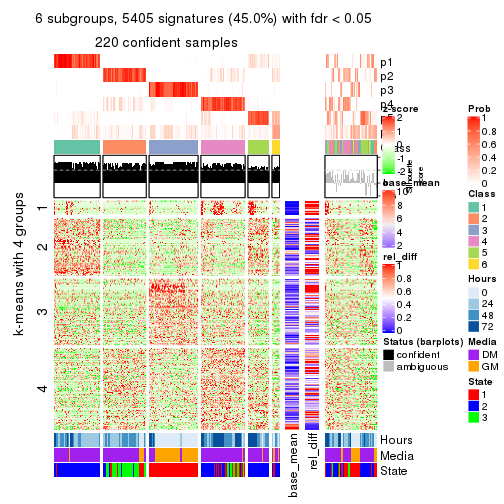 6 subgroups, 5405 signatures (45.0%) with fdr < 0.05
220 confident samples
p1
p2
p3
p4
1
2
3
4
k-means with 4 groups
Hours
Media
State
base_mean
rel_diff
z-score
2
1
0
-1
-2
base_mean
10
8
6
4
2
rel_diff
1
0.8
0.6
0.4
0.2
0
Status (barplots)
confident
ambiguous
Prob
1
0.8
0.6
0.4
0.2
0
Class
1
2
3
4
5
6
Hours
0
24
48
72
Media
DM
GM
State
1
2
3